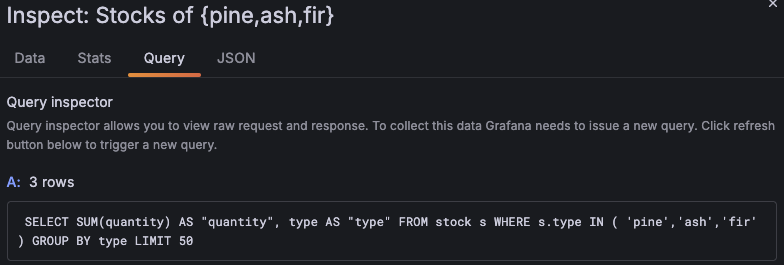 Inspect: Stocks of {pine,ash,fir}
Data Stats Query JSON
Query inspector
Query inspector allows you to view raw request and response. To collect this data Grafana needs to issue a new query. Click refresh
button below to trigger a new query.
A: 3 rows
SELECT SUM(quantity) AS "quantity", type AS "type" FROM stock s WHERE s.type IN ( 'pine','ash','fir'
) GROUP BY type LIMIT 50